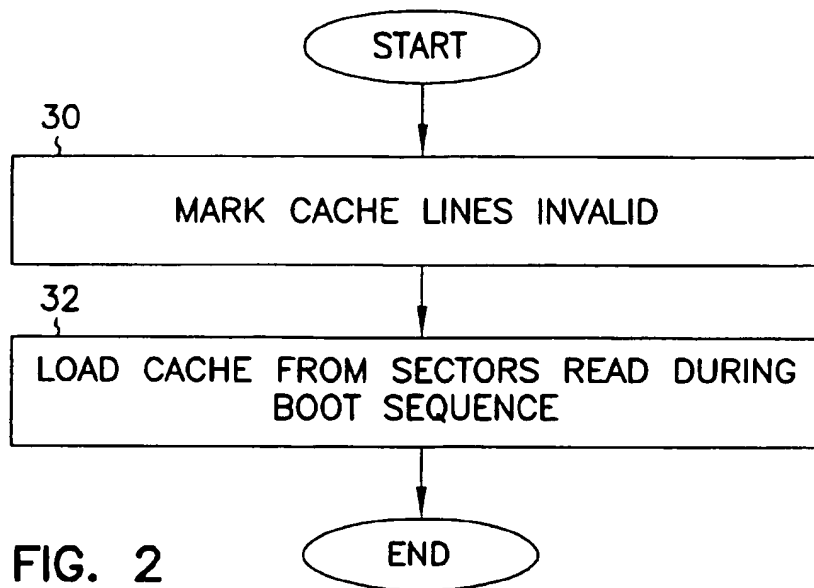 START
30
MARK CACHE LINES INVALID
32
LOAD CACHE FROM SECTORS READ DURING
BOOT SEQUENCE
END
FIG. 2